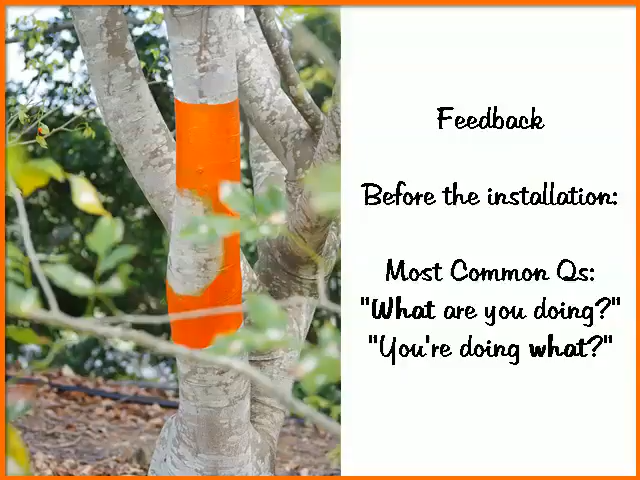 Feedback
Before the installation:
Most Common Qs:
"What are you doing?"
"You're doing what?"